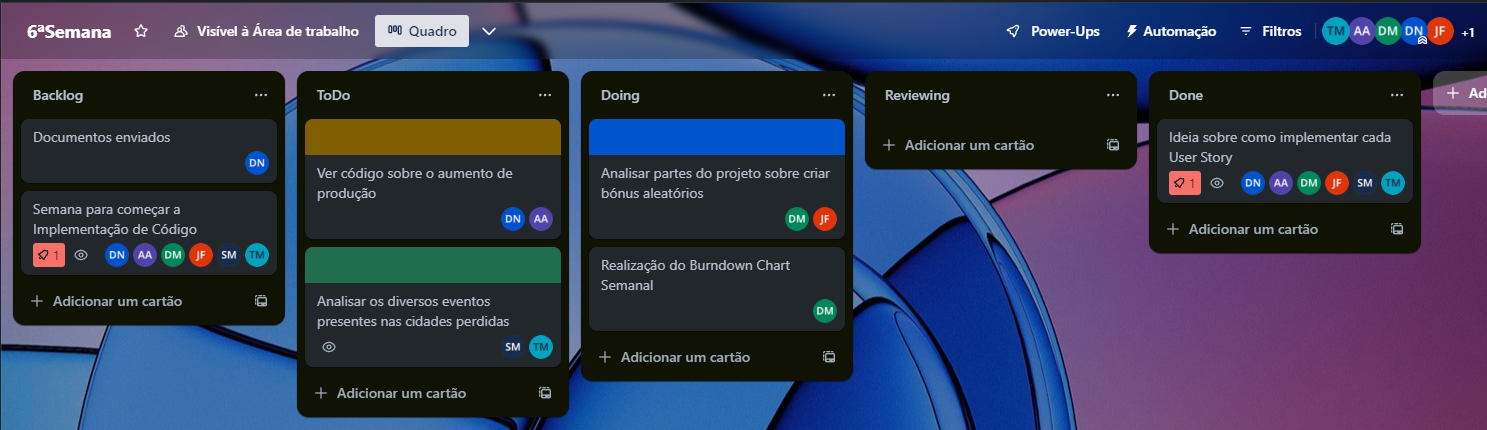 6ªSemana
Visível à Área de trabalho
Quadro
Power-Ups
Automação
Filtros
TM AA DM DN JF +1
Backlog
Documentos enviados
DN
Semana para começar a
Implementação de Código
1
DN AA DM JF SM TM
Adicionar um cartão
ToDo
Ver código sobre o aumento de
produção
DN AA
Analisar os diversos eventos
presentes nas cidades perdidas
SM TM
Adicionar um cartão
Doing
Analisar partes do projeto sobre criar
bónus aleatórios
DM JF
Realização do Burndown Chart
Semanal
DM
Adicionar um cartão
Reviewing
Adicionar um cartão
Done
Ideia sobre como implementar cada
User Story
1
DN AA DM JF SM TM
Adicionar um cartão
Ad